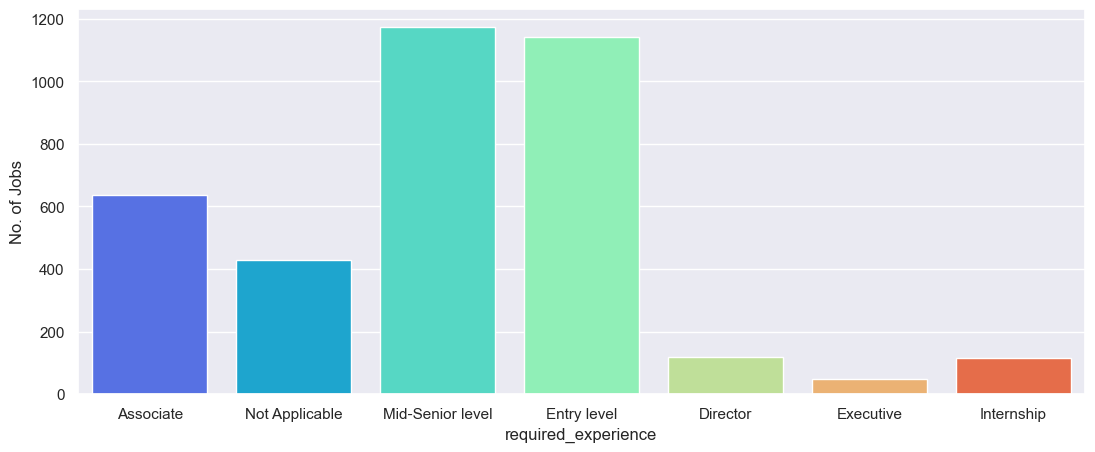 1200
1000
800
600
400
200
0
No. of Jobs
Associate Not Applicable Mid-Senior level Entry level Director Executive Internship
required_experience